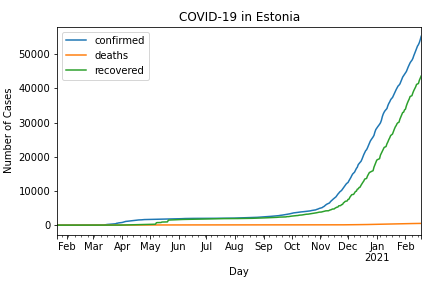 COVID-19 in Estonia
confirmed
deaths
recovered
Number of Cases
50000
40000
30000
20000
10000
0
Feb Mar Apr May Jun Jul Aug Sep Oct Nov Dec Jan Feb
2021
Day